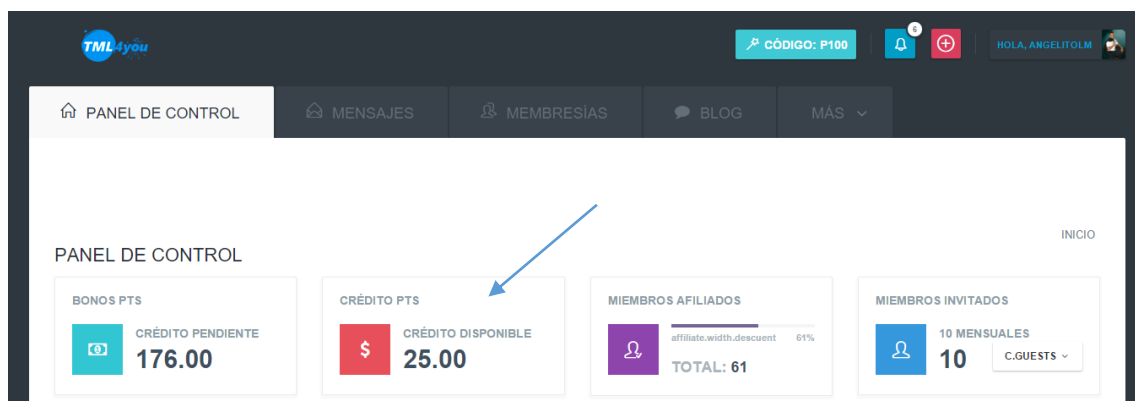 TML4you
CÓDIGO: P100
6
HOLA, ANGELITOLM
PANEL DE CONTROL
MENSAJES
MEMBRESÍAS
BLOG
MÁS
INICIO
PANEL DE CONTROL
BONOS PTS
CRÉDITO PENDIENTE
176.00
CRÉDITO PTS
$
CRÉDITO DISPONIBLE
25.00
MIEMBROS AFILIADOS
affiliate.width.descuent 61%
TOTAL: 61
MIEMBROS INVITADOS
10 MENSUALES
10
C.GUESTS